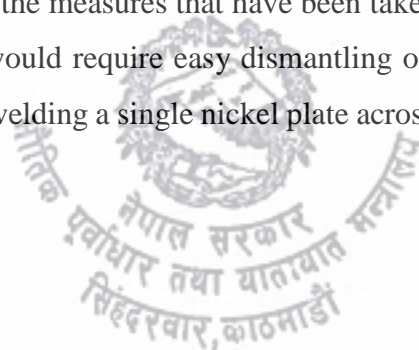 the measures that have been take
would require easy dismantling o
welding a single nickel plate acros
भौतिक पूर्वाधार तथा यातायात मन्त्रालय
नेपाल सरकार
सिंहदरवार, काठमाडौं